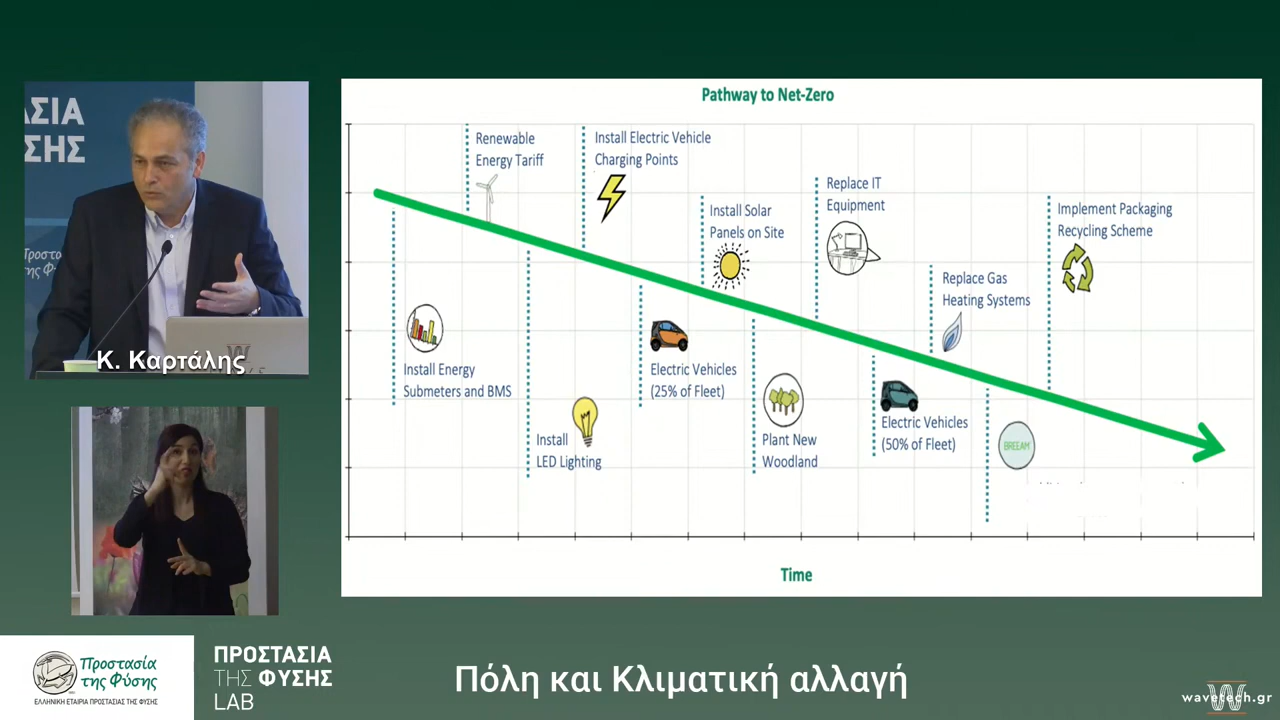 ΑΣΙΑ
ΣΗΣ
Κ. Καρτάλης
Pathway to Net-Zero
Renewable
Energy Tariff
Install Electric Vehicle
Charging Points
Install Solar
Panels on Site
Replace IT
Equipment
Implement Packaging
Recycling Scheme
Replace Gas
Heating Systems
Install Energy
Submeters and BMS
Install
LED Lighting
Electric Vehicles
(25% of Fleet)
Plant New
Woodland
Electric Vehicles
(50% of Fleet)
BREEAM
Time
Προστασία
της Φύσης
ΕΛΛΗΝΙΚΗ ΕΤΑΙΡΙΑ ΠΡΟΣΤΑΣΙΑΣ ΤΗΣ ΦΥΣΗΣ
ΠΡΟΣΤΑΣΙΑ
ΤΗΣ ΦΥΣΗΣ
LAB
Πόλη και Κλιματική αλλαγή
wavetech.gr